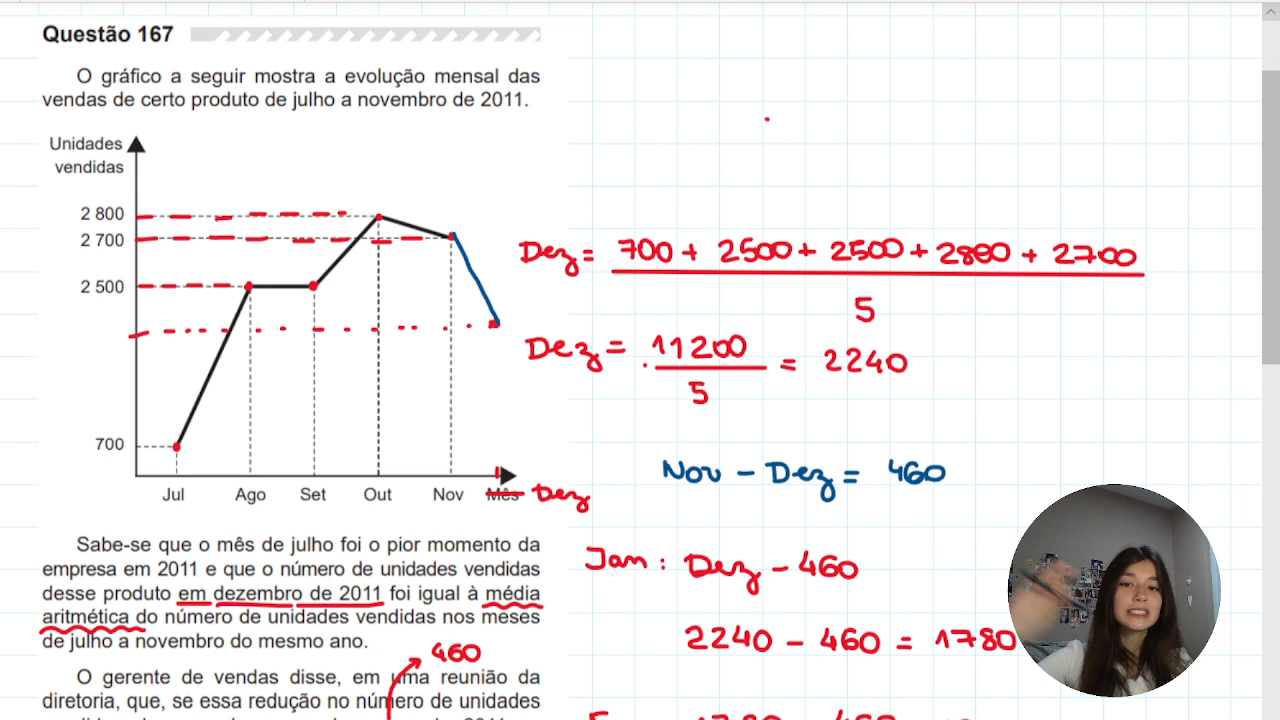 Questão 167
O gráfico a seguir mostra a evolução mensal das
vendas de certo produto de julho a novembro de 2011.
Unidades
vendidas
2 800
2 700
2 500
700
Jul Ago Set Out Nov Mês Dez
Dez = 700 + 2500 + 2500 + 2800 + 2700
5
Dez = 11200 = 2240
5
Nov - Dez = 460
Jan : Dez - 460
2240 - 460 = 1780
Sabe-se que o mês de julho foi o pior momento da
empresa em 2011 e que o número de unidades vendidas
desse produto em dezembro de 2011 foi igual à média
aritmética do número de unidades vendidas nos meses
de julho a novembro do mesmo ano.
460
O gerente de vendas disse, em uma reunião da
diretoria, que, se essa redução no número de unidades